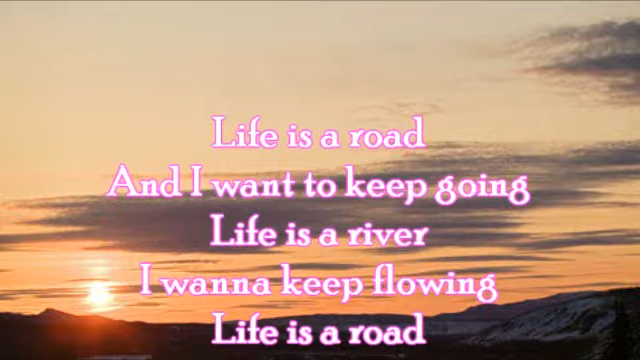 Life is a road
And I want to keep going
Life is a river
I wanna keep flowing
Life is a road